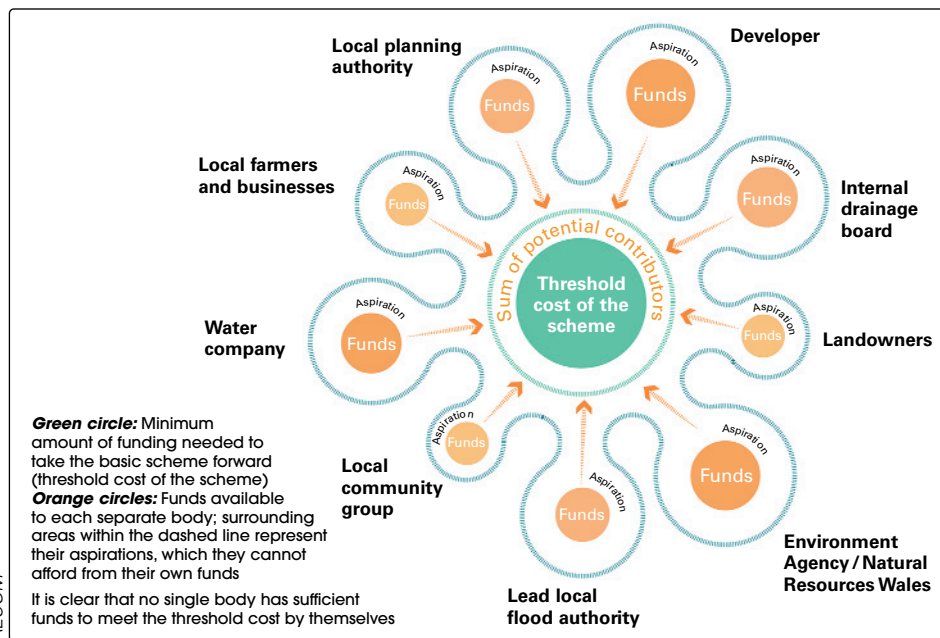 Local planning
authority
Aspiration
Funds
Developer
Aspiration
Funds
Local farmers
and businesses
Aspiration
Funds
Aspiration
Funds
Internal
drainage
board
Sum of potential contributors
Threshold
cost of the
scheme
Water
company
Aspiration
Funds
Aspiration
Funds
Landowners
Aspiration
Funds
Local
community
group
Aspiration
Funds
Lead local
flood authority
Aspiration
Funds
Environment
Agency / Natural
Resources Wales
Green circle: Minimum
amount of funding needed to
take the basic scheme forward
(threshold cost of the scheme)
Orange circles: Funds available
to each separate body; surrounding
areas within the dashed line represent
their aspirations, which they cannot
afford from their own funds
It is clear that no single body has sufficient
funds to meet the threshold cost by themselves